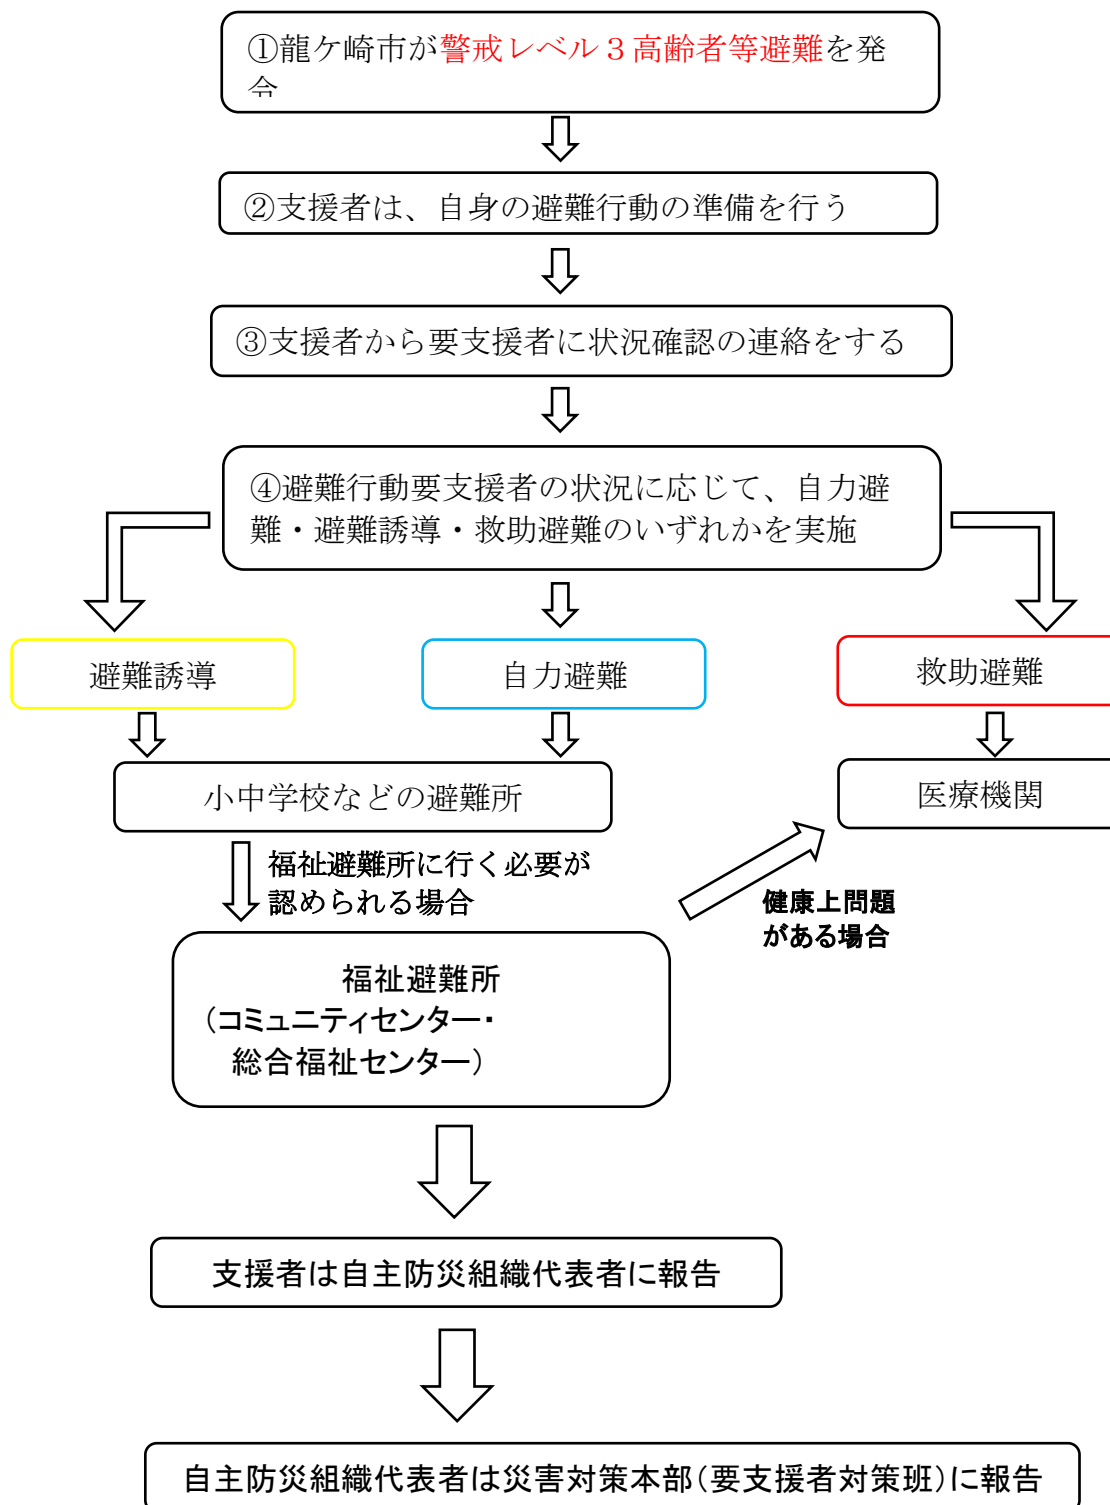 ①龍ケ崎市が警戒レベル３高齢者等避難を発
令
②支援者は、自身の避難行動の準備を行う
③支援者から要支援者に状況確認の連絡をする
④避難行動要支援者の状況に応じて、自力避
難・避難誘導・救助避難のいずれかを実施
避難誘導
自力避難
救助避難
小中学校などの避難所
医療機関
福祉避難所に行く必要が
認められる場合
健康上問題
がある場合
福祉避難所
（コミュニティセンター・
総合福祉センター）
支援者は自主防災組織代表者に報告
自主防災組織代表者は災害対策本部（要支援者対策班）に報告